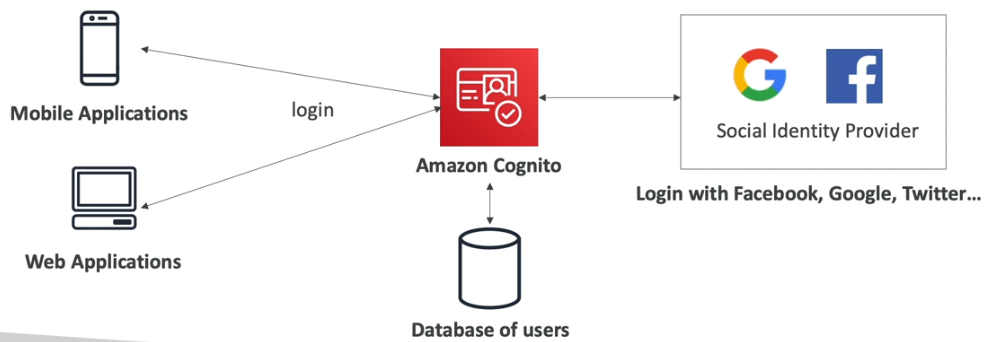 Mobile Applications
login
Web Applications
Amazon Cognito
Database of users
Social Identity Provider
Login with Facebook, Google, Twitter...